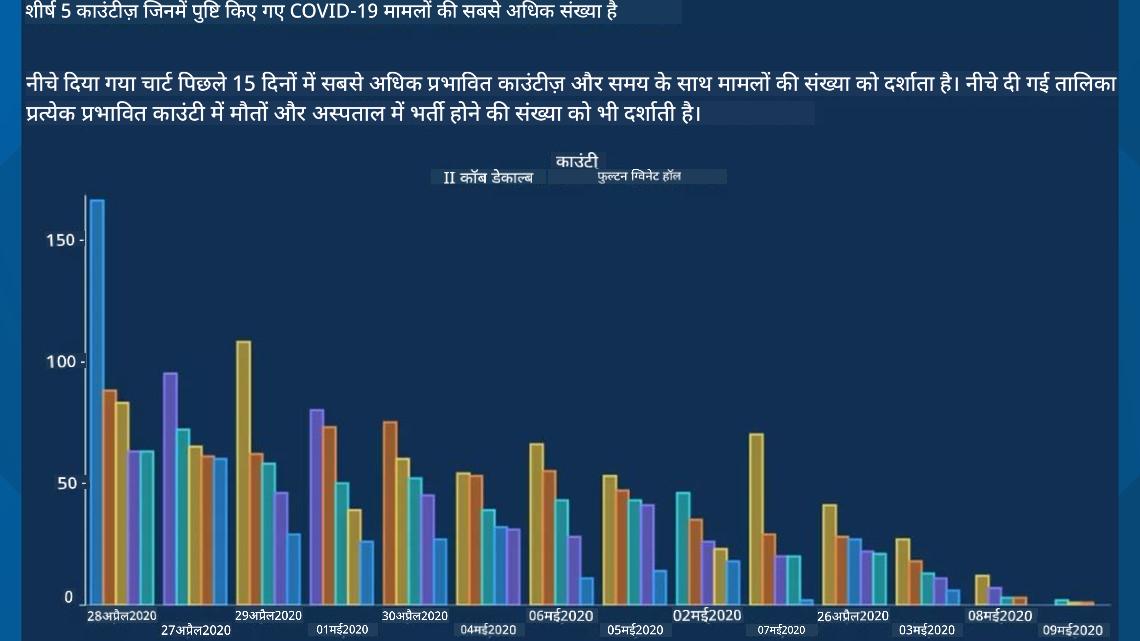 शीर्ष 5 काउंटीज़ जिनमें पुष्टि किए गए COVID-19 मामलों की सबसे अधिक संख्या है
नीचे दिया गया चार्ट पिछले 15 दिनों में सबसे अधिक प्रभावित काउंटीज़ और समय के साथ मामलों की संख्या को दर्शाता है। नीचे दी गई तालिका
प्रत्येक प्रभावित काउंटी में मौतों और अस्पताल में भर्ती होने की संख्या को भी दर्शाती है।
काउंटी
II कॉब डेकाल्ब फुल्टन ग्विनेट हॉल
150
100
50
0
28अप्रैल2020 29अप्रैल2020 30अप्रैल2020 06मई2020 02मई2020 26अप्रैल2020 08मई2020
27अप्रैल2020 01मई2020 04मई2020 05मई2020 07मई2020 03मई2020 09मई2020